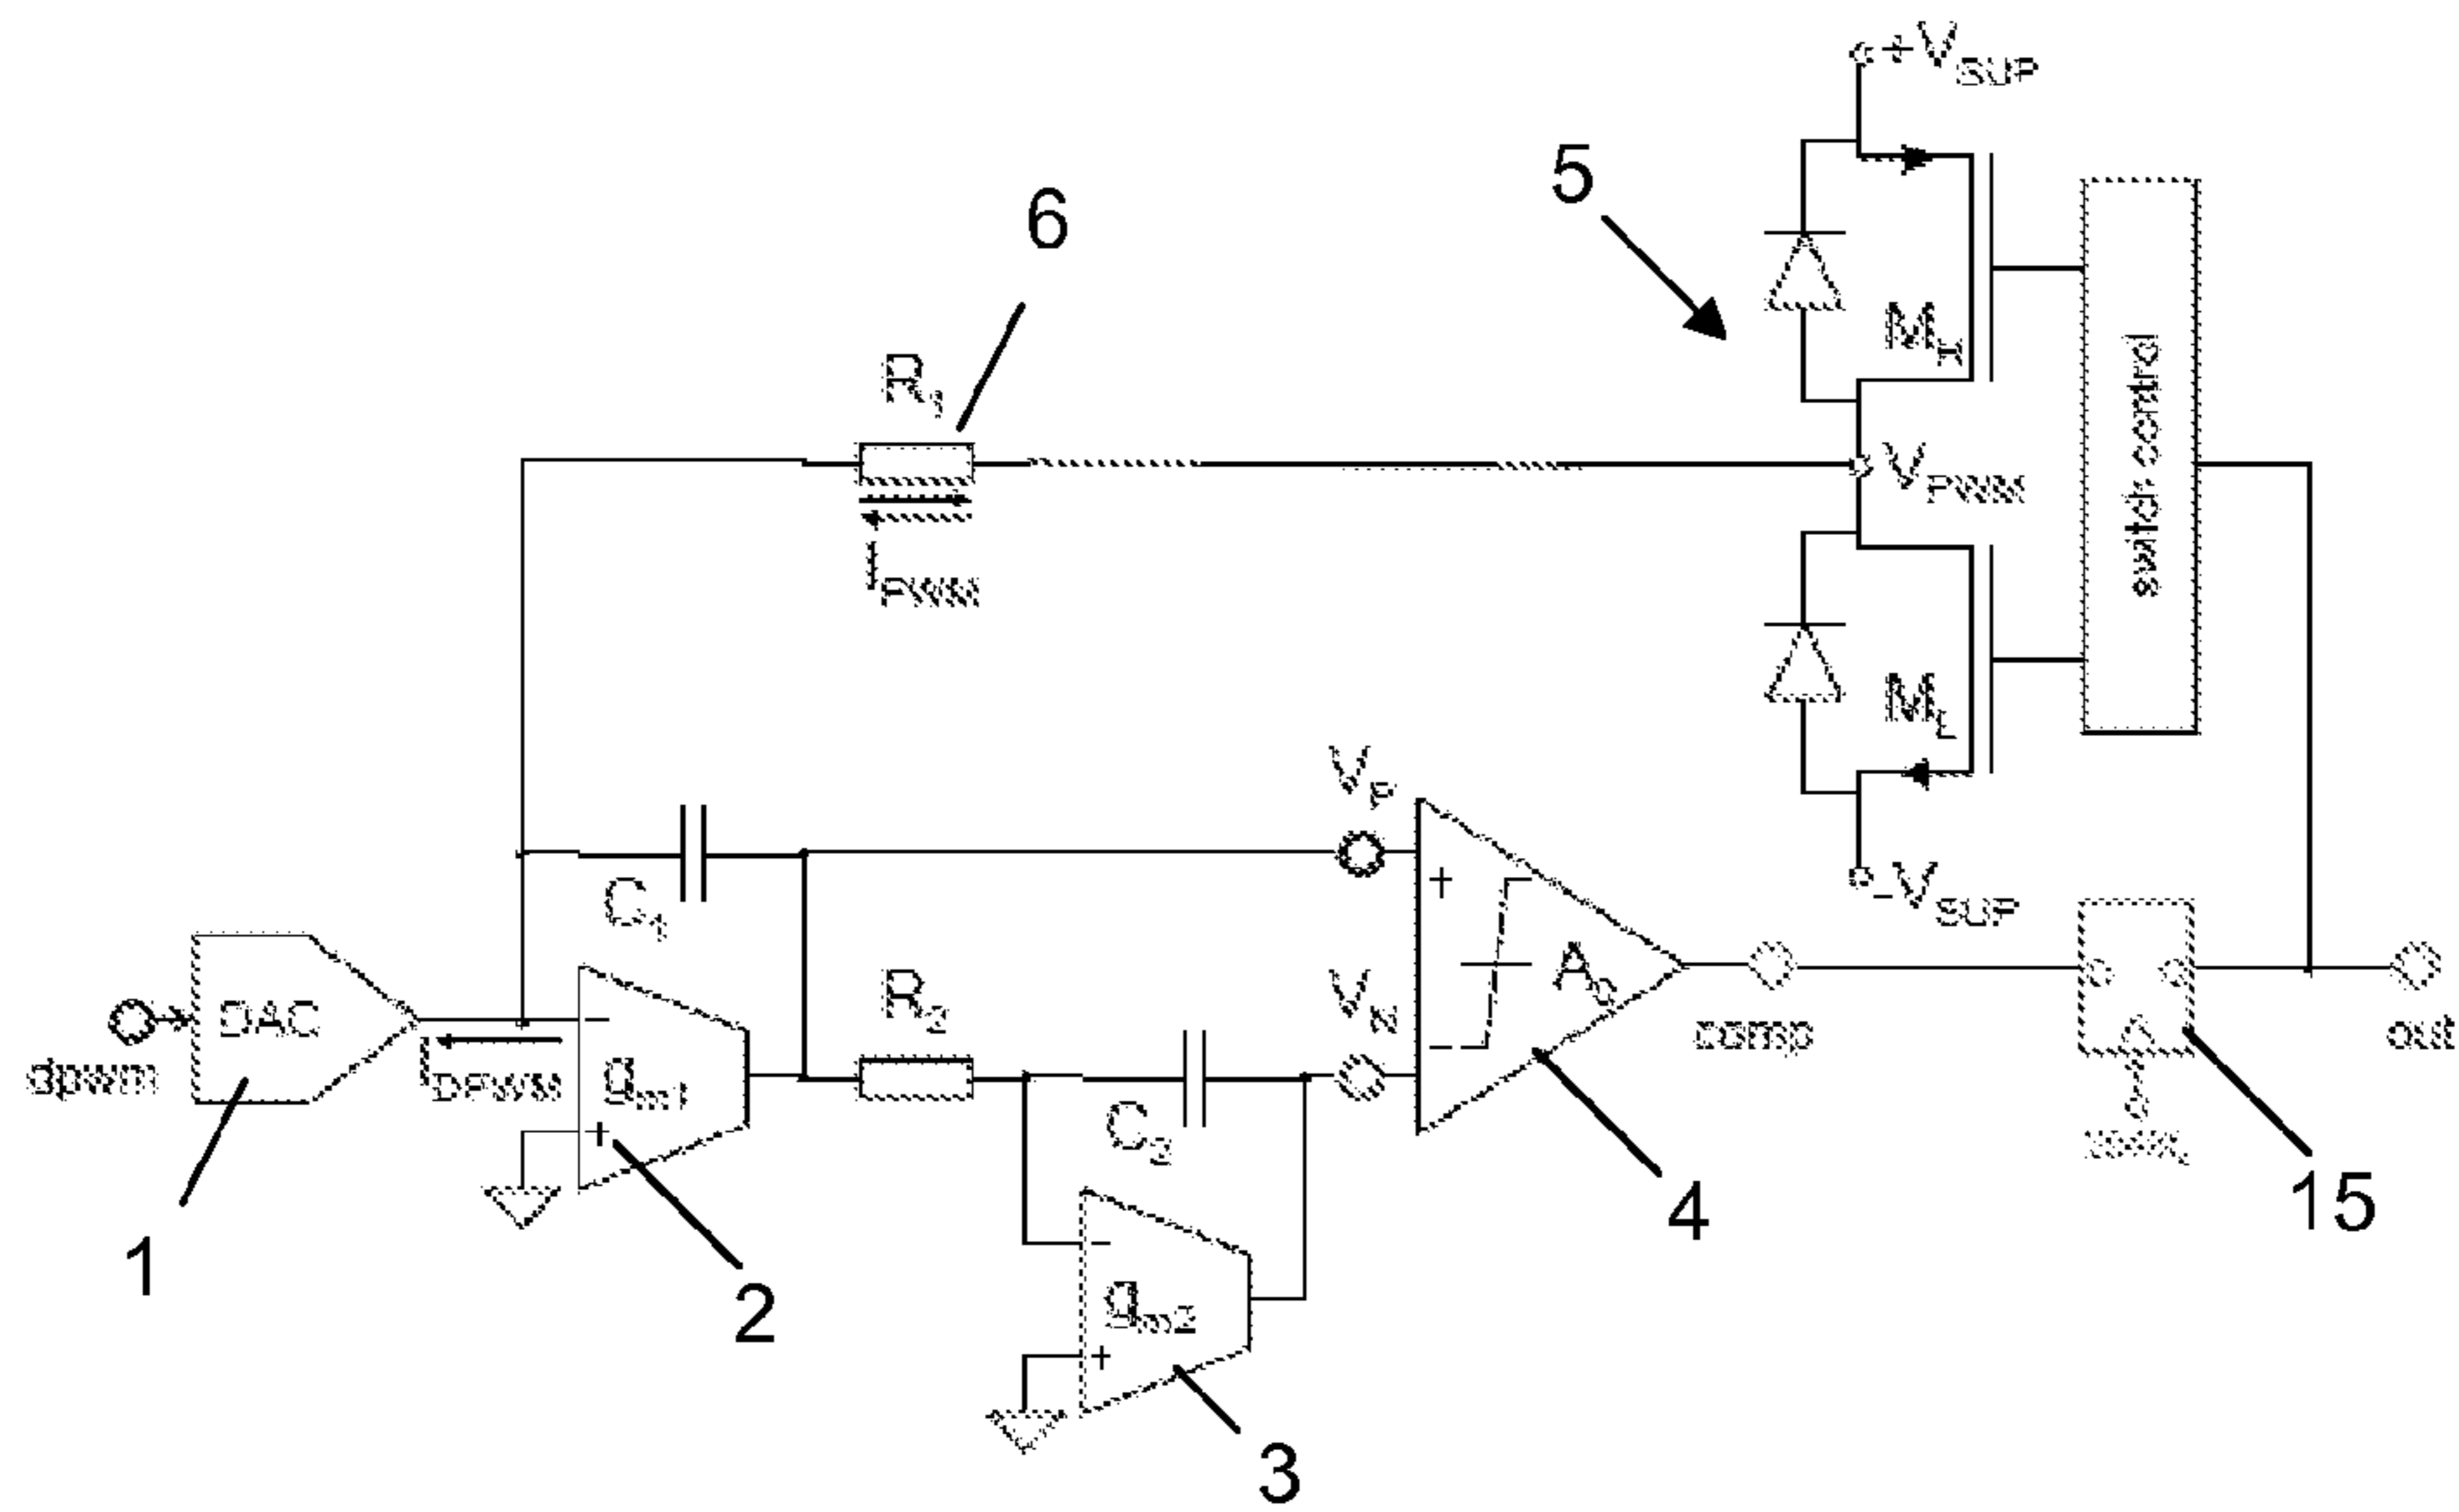 +V_SUP
5
6
M_H
R_1
switch control
V_PWM
I_PWM
M_L
V_P
-V_SUP
C_1
+
A_0
DAC
R_2
V_N
−
comp
out
dpwm
I_DPWM
g_m1
−
C_2
+
15
4
1
−
2
g_m2
+
3